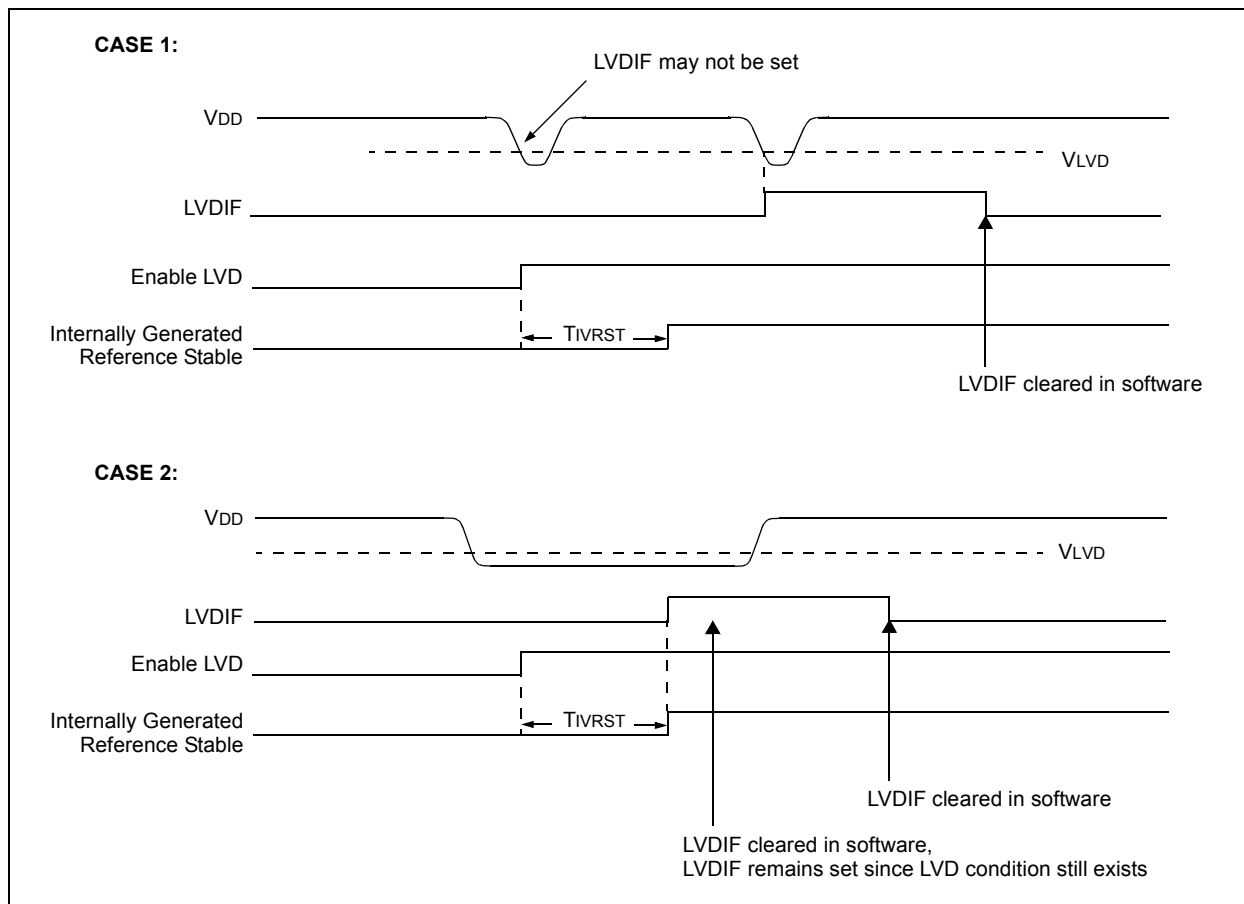 CASE 1:
LVDIF may not be set
VDD
VLVD
LVDIF
Enable LVD
Internally Generated
Reference Stable
TIVRST
LVDIF cleared in software
CASE 2:
VDD
VLVD
LVDIF
Enable LVD
Internally Generated
Reference Stable
TIVRST
LVDIF cleared in software
LVDIF cleared in software,
LVDIF remains set since LVD condition still exists